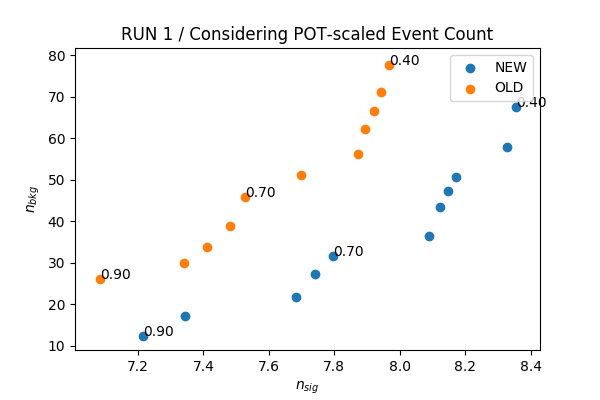 RUN 1 / Considering POT-scaled Event Count
NEW
OLD
0.40
0.40
0.70
0.70
0.90
0.90
80
70
60
50
40
30
20
10
n_bkg
7.2 7.4 7.6 7.8 8.0 8.2 8.4
n_sig